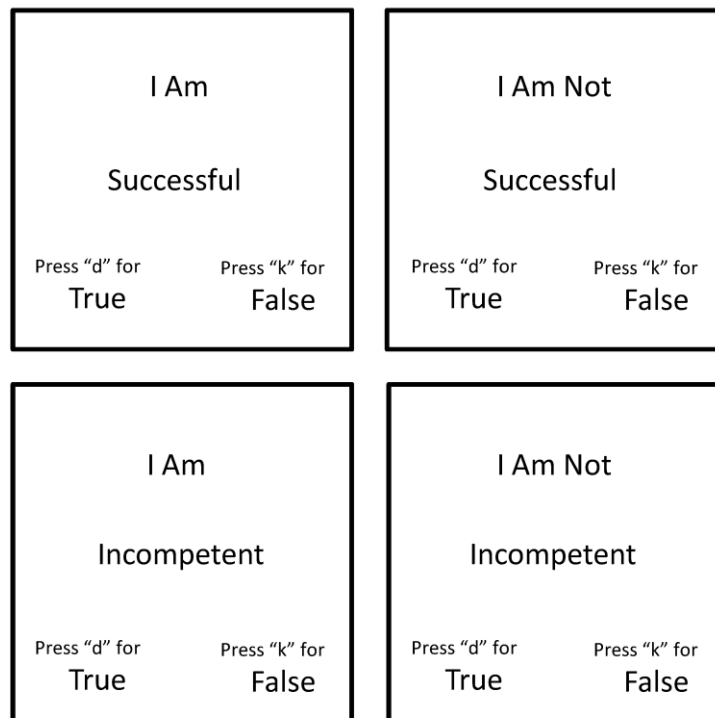 I Am
Successful
Press “d” for
True
Press “k” for
False
I Am Not
Successful
Press “d” for
True
Press “k” for
False
I Am
Incompetent
Press “d” for
True
Press “k” for
False
I Am Not
Incompetent
Press “d” for
True
Press “k” for
False